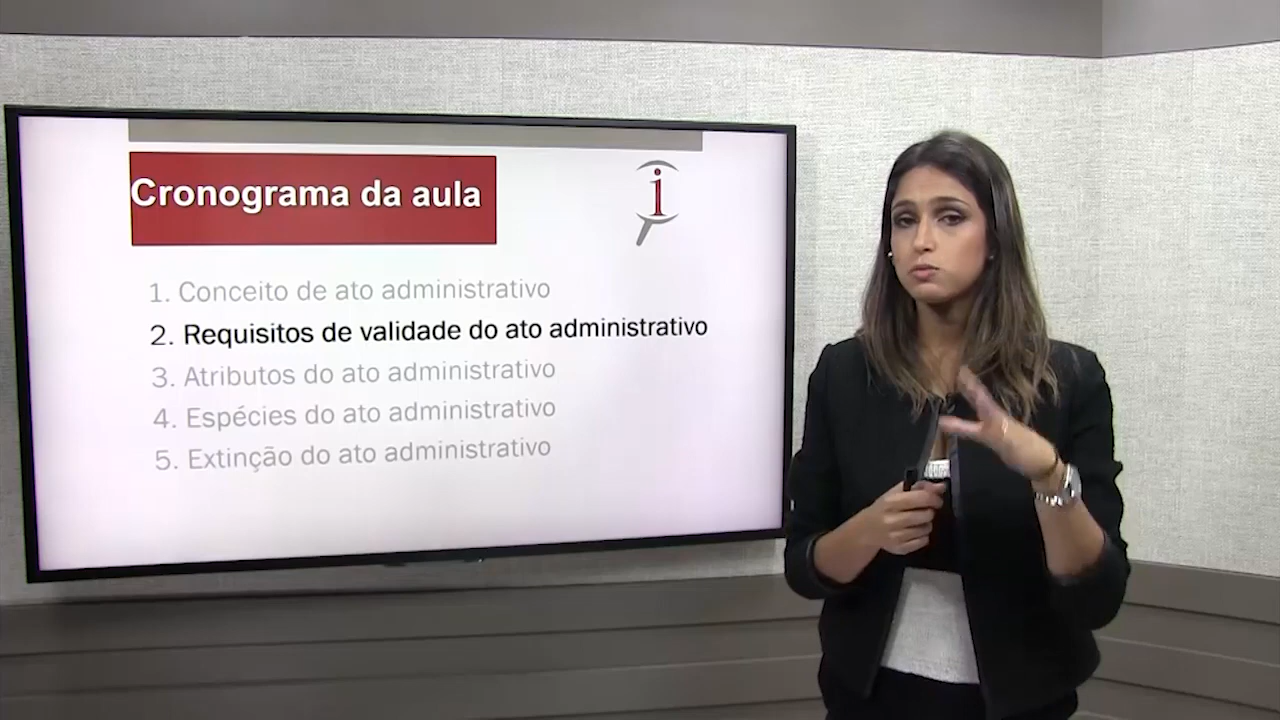 Cronograma da aula
i
1. Conceito de ato administrativo
2. Requisitos de validade do ato administrativo
3. Atributos do ato administrativo
4. Espécies do ato administrativo
5. Extinção do ato administrativo